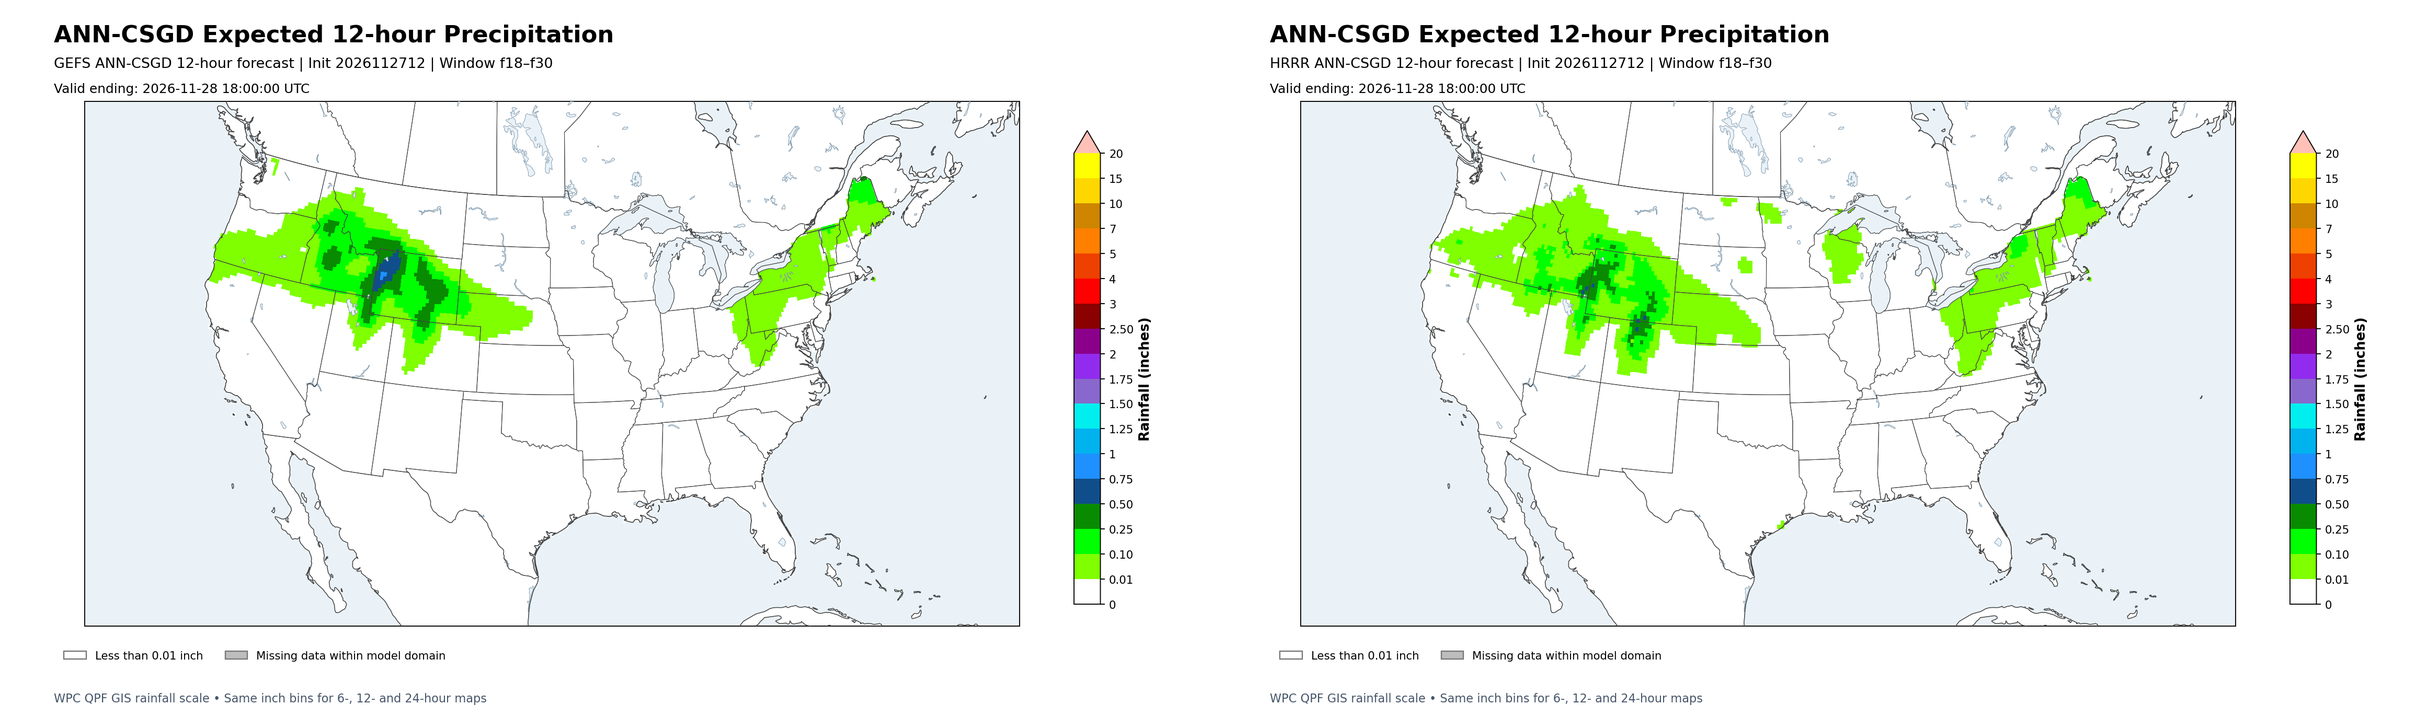 ANN-CSGD Expected 12-hour Precipitation
GEFS ANN-CSGD 12-hour forecast | Init 2026112712 | Window f18–f30
Valid ending: 2026-11-28 18:00:00 UTC
20
15
10
7
5
4
3
2.50
2
1.75
1.50
1.25
1
0.75
0.50
0.25
0.10
0.01
0
Rainfall (inches)
Less than 0.01 inch
Missing data within model domain
WPC QPF GIS rainfall scale • Same inch bins for 6-, 12- and 24-hour maps
ANN-CSGD Expected 12-hour Precipitation
HRRR ANN-CSGD 12-hour forecast | Init 2026112712 | Window f18–f30
Valid ending: 2026-11-28 18:00:00 UTC
20
15
10
7
5
4
3
2.50
2
1.75
1.50
1.25
1
0.75
0.50
0.25
0.10
0.01
0
Rainfall (inches)
Less than 0.01 inch
Missing data within model domain
WPC QPF GIS rainfall scale • Same inch bins for 6-, 12- and 24-hour maps